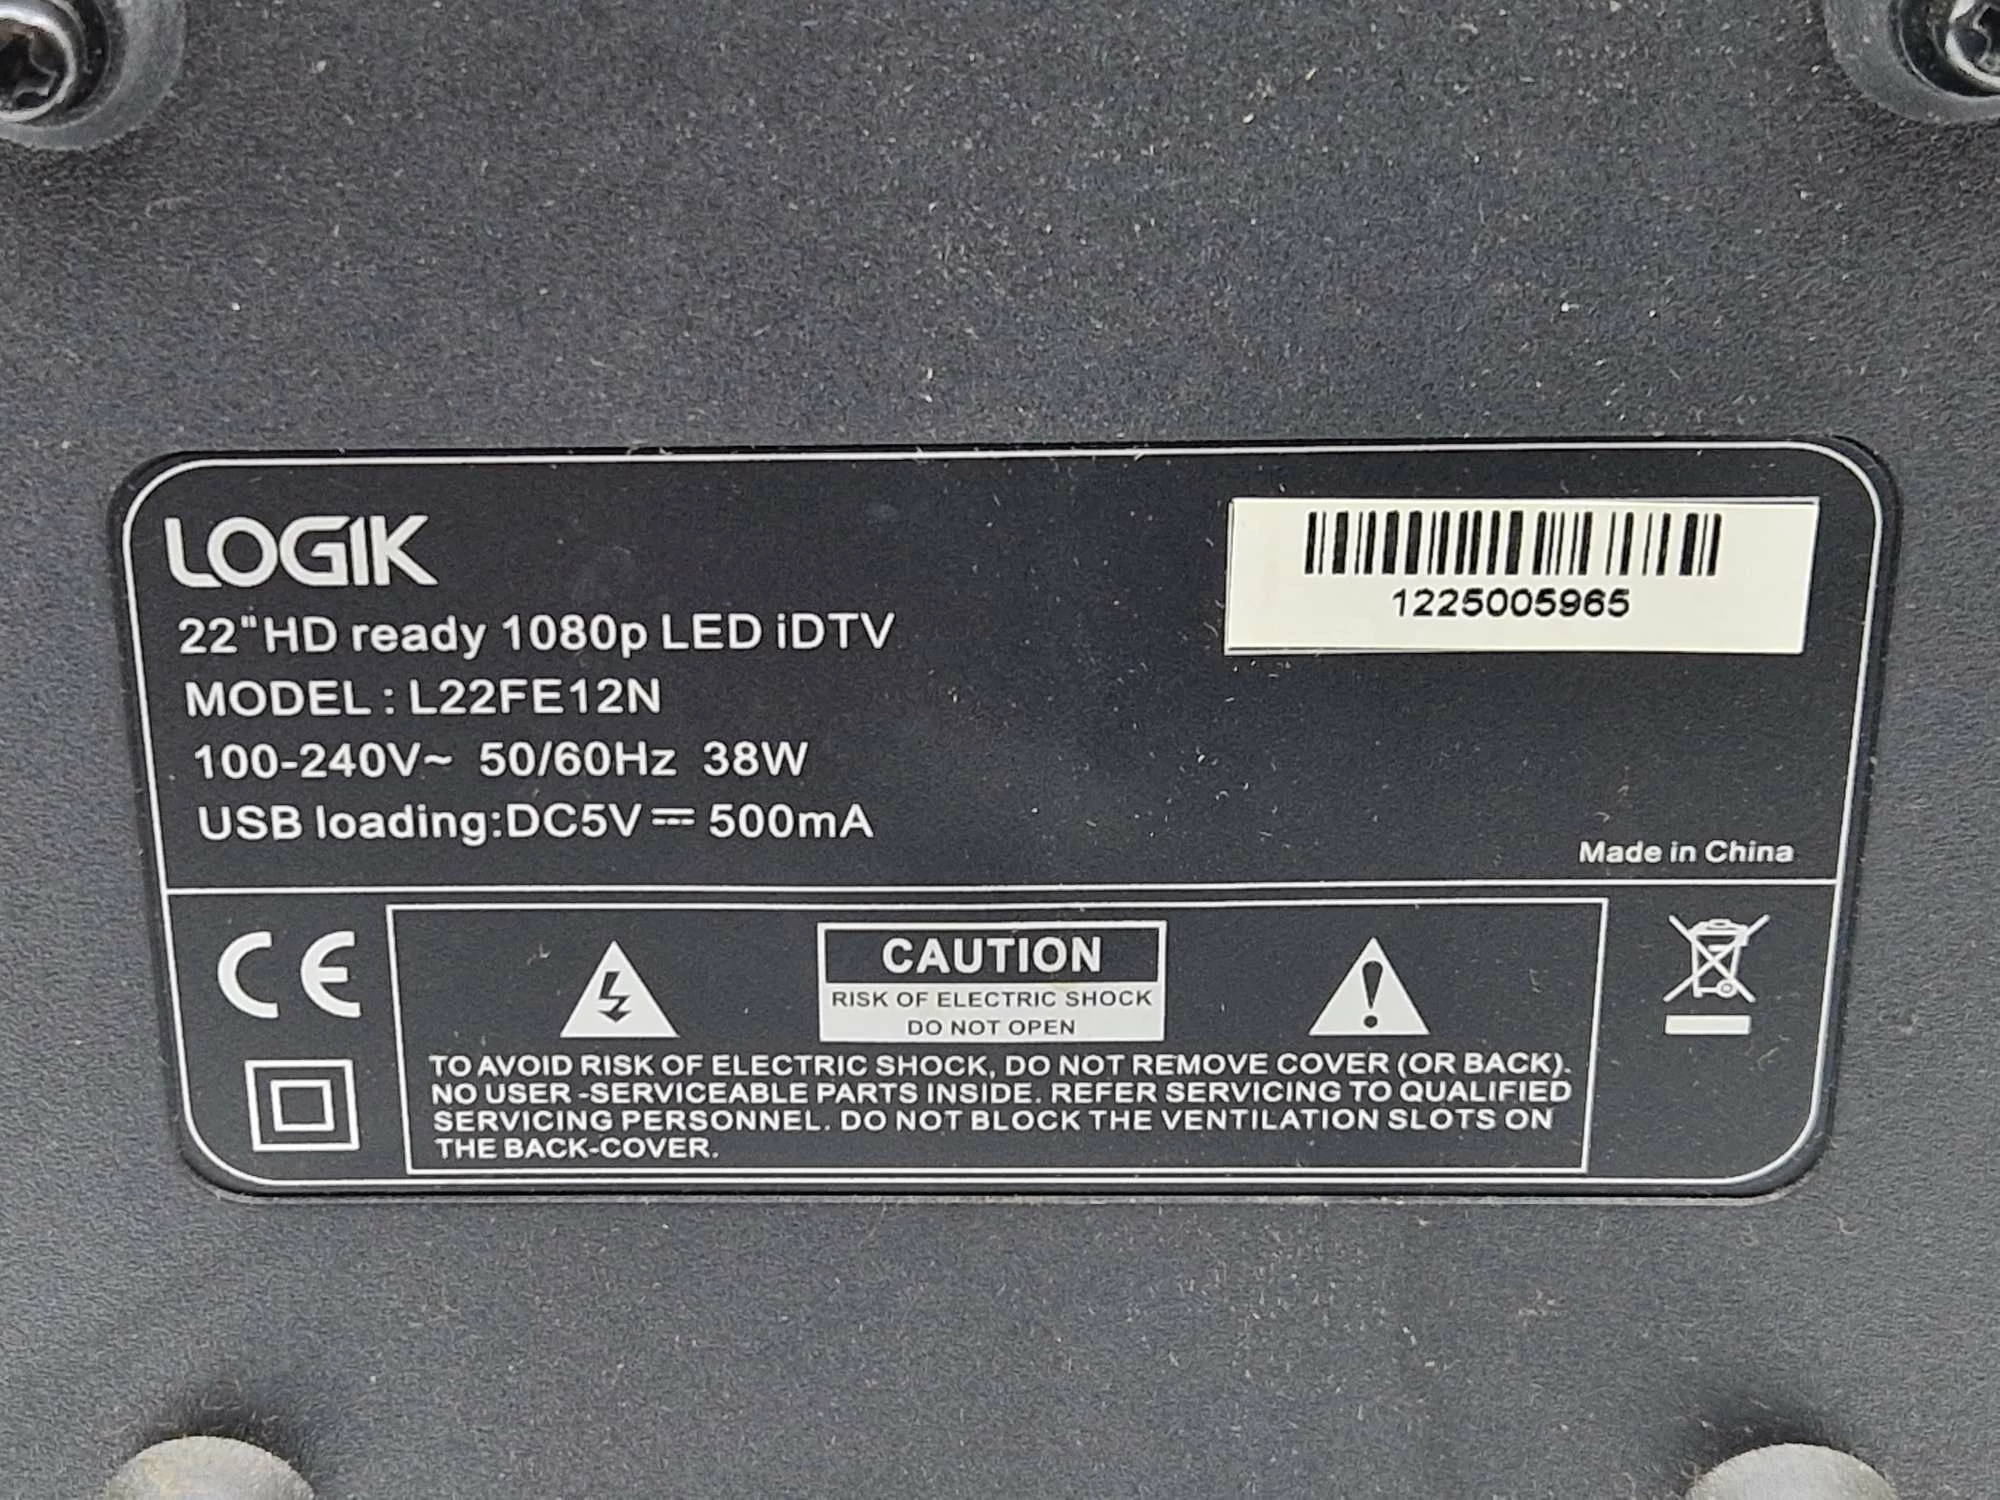 LOGIK
22"HD ready 1080p LED iDTV
MODEL : L22FE12N
100-240V~ 50/60Hz 38W
USB loading:DC5V⎓500mA
1225005965
Made in China
CE
CAUTION
RISK OF ELECTRIC SHOCK
DO NOT OPEN
TO AVOID RISK OF ELECTRIC SHOCK, DO NOT REMOVE COVER (OR BACK).
NO USER -SERVICEABLE PARTS INSIDE. REFER SERVICING TO QUALIFIED
SERVICING PERSONNEL. DO NOT BLOCK THE VENTILATION SLOTS ON
THE BACK-COVER.